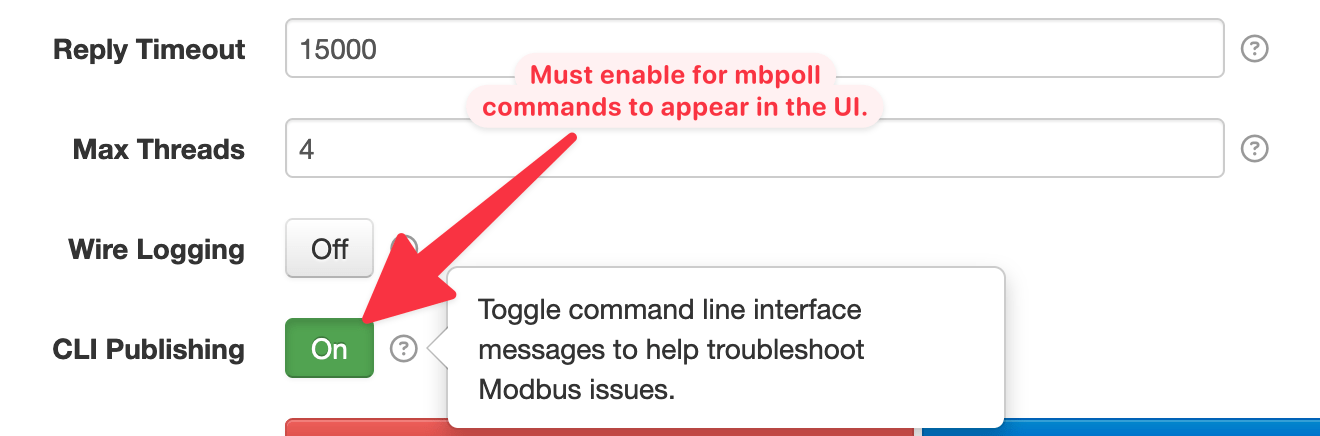 Reply Timeout
15000
Must enable for mbpoll
commands to appear in the UI.
Max Threads
4
Wire Logging
Off
CLI Publishing
On
Toggle command line interface
messages to help troubleshoot
Modbus issues.